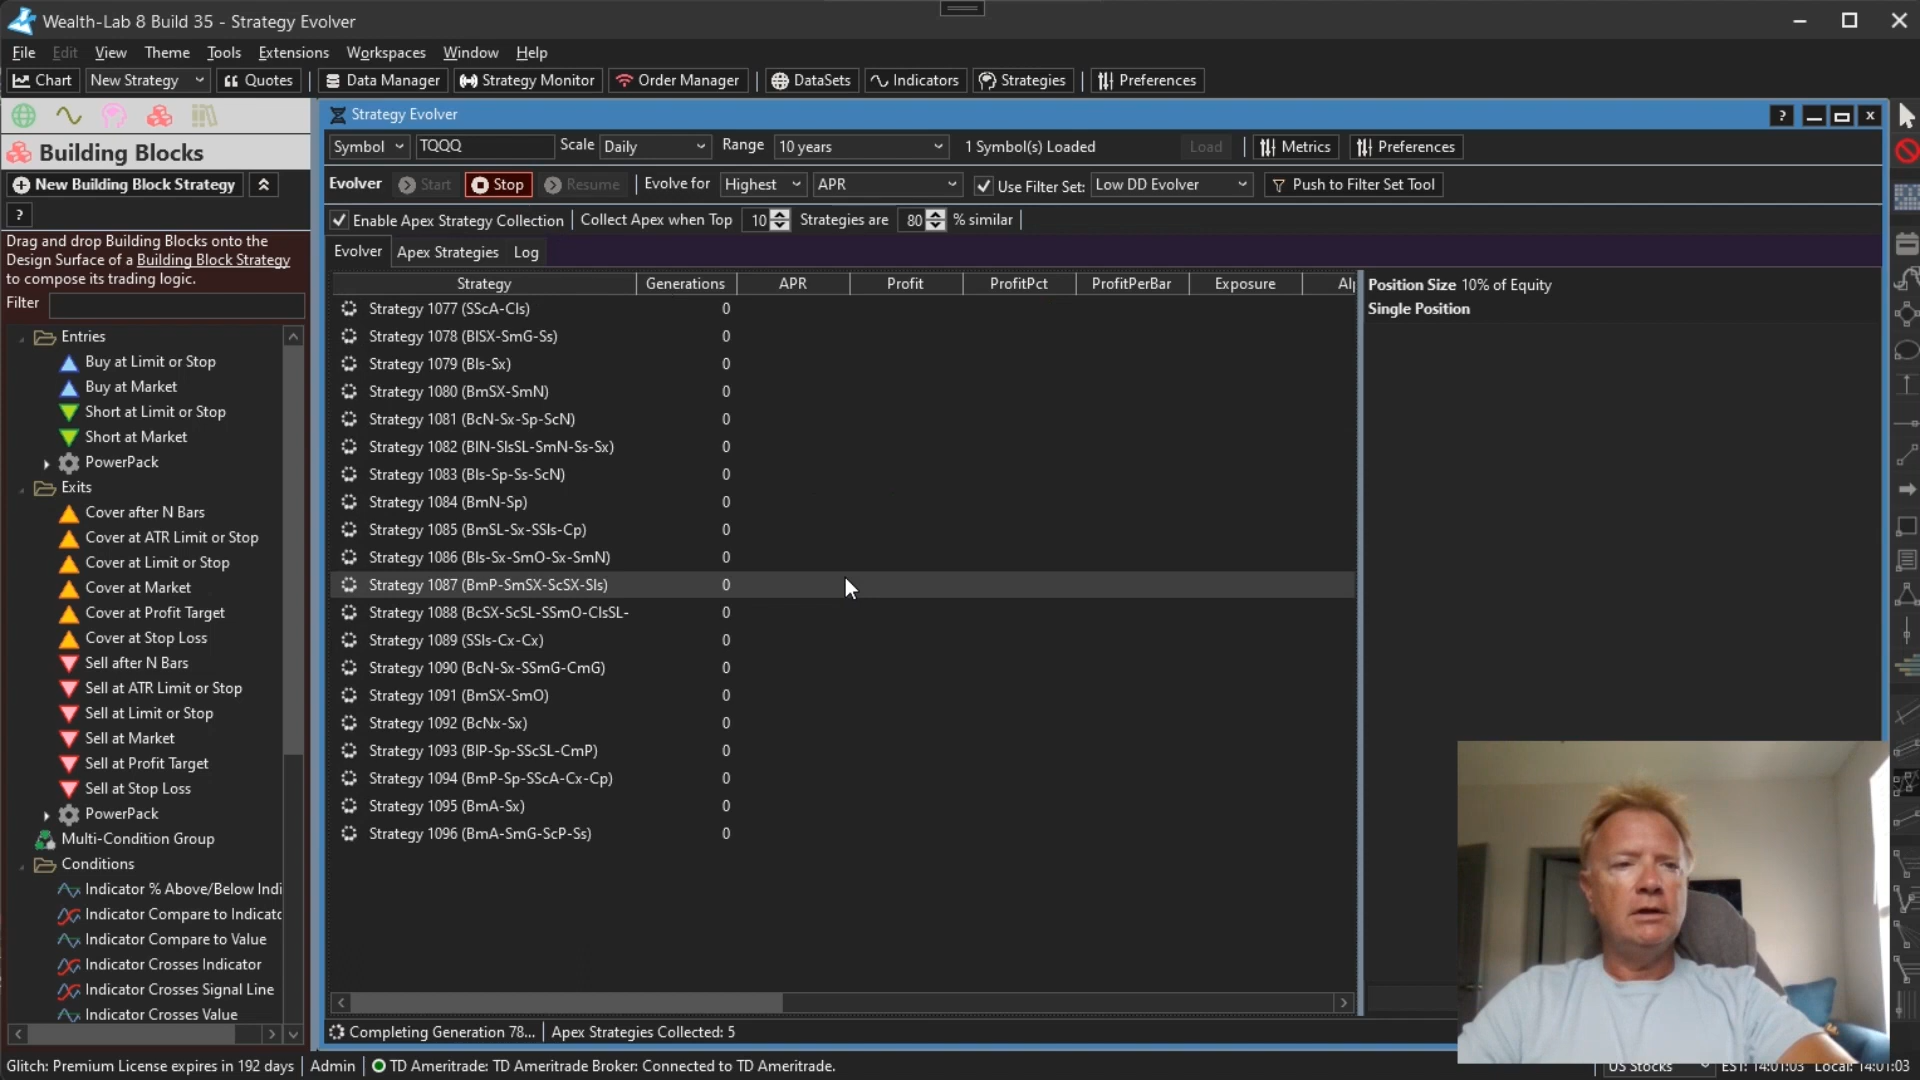 Wealth-Lab 8 Build 35 - Strategy Evolver
File Edit View Theme Tools Extensions Workspaces Window Help
Chart New Strategy Quotes Data Manager Strategy Monitor Order Manager DataSets Indicators Strategies Preferences
Strategy Evolver
Symbol TQQQ Scale Daily Range 10 years 1 Symbol(s) Loaded Load Metrics Preferences
Evolver Start Stop Resume Evolve for Highest APR Use Filter Set: Low DD Evolver Push to Filter Set Tool
Enable Apex Strategy Collection Collect Apex when Top 10 Strategies are 80 % similar
Evolver Apex Strategies Log
Building Blocks
New Building Block Strategy
?
Drag and drop Building Blocks onto the
Design Surface of a Building Block Strategy
to compose its trading logic.
Filter
Entries
Buy at Limit or Stop
Buy at Market
Short at Limit or Stop
Short at Market
PowerPack
Exits
Cover after N Bars
Cover at ATR Limit or Stop
Cover at Limit or Stop
Cover at Market
Cover at Profit Target
Cover at Stop Loss
Sell after N Bars
Sell at ATR Limit or Stop
Sell at Limit or Stop
Sell at Market
Sell at Profit Target
Sell at Stop Loss
PowerPack
Multi-Condition Group
Conditions
Indicator % Above/Below Indi
Indicator Compare to Indicato
Indicator Compare to Value
Indicator Crosses Indicator
Indicator Crosses Signal Line
Indicator Crosses Value
Strategy Generations APR Profit ProfitPct ProfitPerBar Exposure Alp
Strategy 1077 (SScA-Cls) 0
Strategy 1078 (BlSX-SmG-Ss) 0
Strategy 1079 (Bls-Sx) 0
Strategy 1080 (BmSX-SmN) 0
Strategy 1081 (BcN-Sx-Sp-ScN) 0
Strategy 1082 (BlN-SlsSL-SmN-Ss-Sx) 0
Strategy 1083 (Bls-Sp-Ss-ScN) 0
Strategy 1084 (BmN-Sp) 0
Strategy 1085 (BmSL-Sx-SSls-Cp) 0
Strategy 1086 (Bls-Sx-SmO-Sx-SmN) 0
Strategy 1087 (BmP-SmSX-ScSX-Sls) 0
Strategy 1088 (BcSX-ScSL-SSmO-ClsSL- 0
Strategy 1089 (SSls-Cx-Cx) 0
Strategy 1090 (BcN-Sx-SSmG-CmG) 0
Strategy 1091 (BmSX-SmO) 0
Strategy 1092 (BcNx-Sx) 0
Strategy 1093 (BlP-Sp-SScSL-CmP) 0
Strategy 1094 (BmP-Sp-SScA-Cx-Cp) 0
Strategy 1095 (BmA-Sx) 0
Strategy 1096 (BmA-SmG-ScP-Ss) 0
Position Size 10% of Equity
Single Position
Completing Generation 78... Apex Strategies Collected: 5
Glitch: Premium License expires in 192 days Admin TD Ameritrade: TD Ameritrade Broker: Connected to TD Ameritrade. US Stocks EST: 14:01:03 Local: 14:01:03